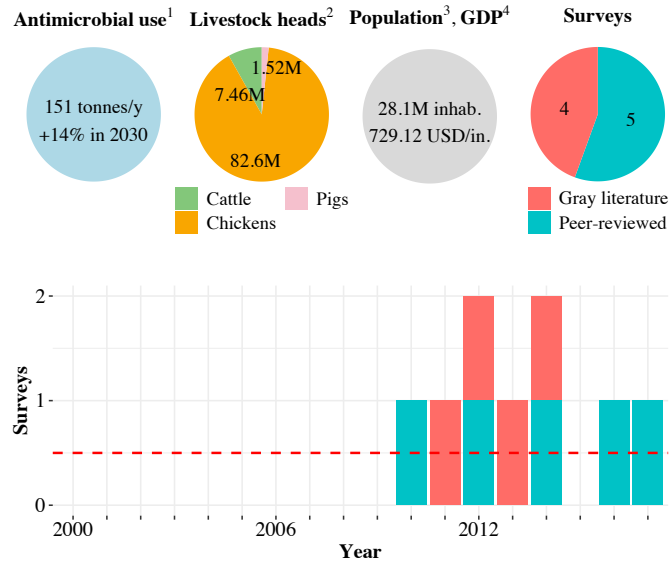 Antimicrobial use1 Livestock heads2 Population3, GDP4 Surveys
151 tonnes/y
+14% in 2030
1.52M
7.46M
82.6M
28.1M inhab.
729.12 USD/in.
4
5
Cattle
Pigs
Chickens
Gray literature
Peer-reviewed
2
1
0
Surveys
2000 2006 2012
Year